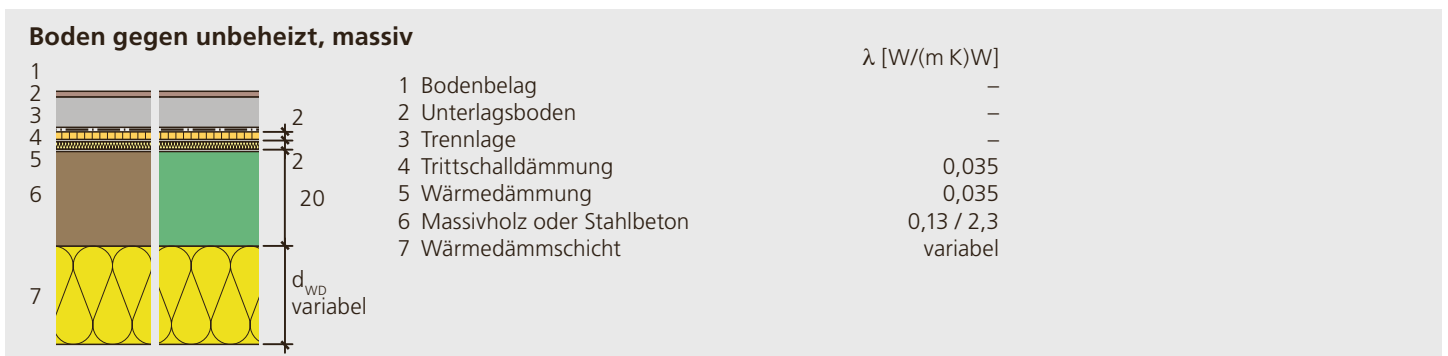 Boden gegen unbeheizt, massiv
λ [W/(m K)W]
1
2
3
4
5
6
7
2
2
20
d_WD
variabel
1 Bodenbelag –
2 Unterlagsboden –
3 Trennlage –
4 Trittschalldämmung 0,035
5 Wärmedämmung 0,035
6 Massivholz oder Stahlbeton 0,13 / 2,3
7 Wärmedämmschicht variabel